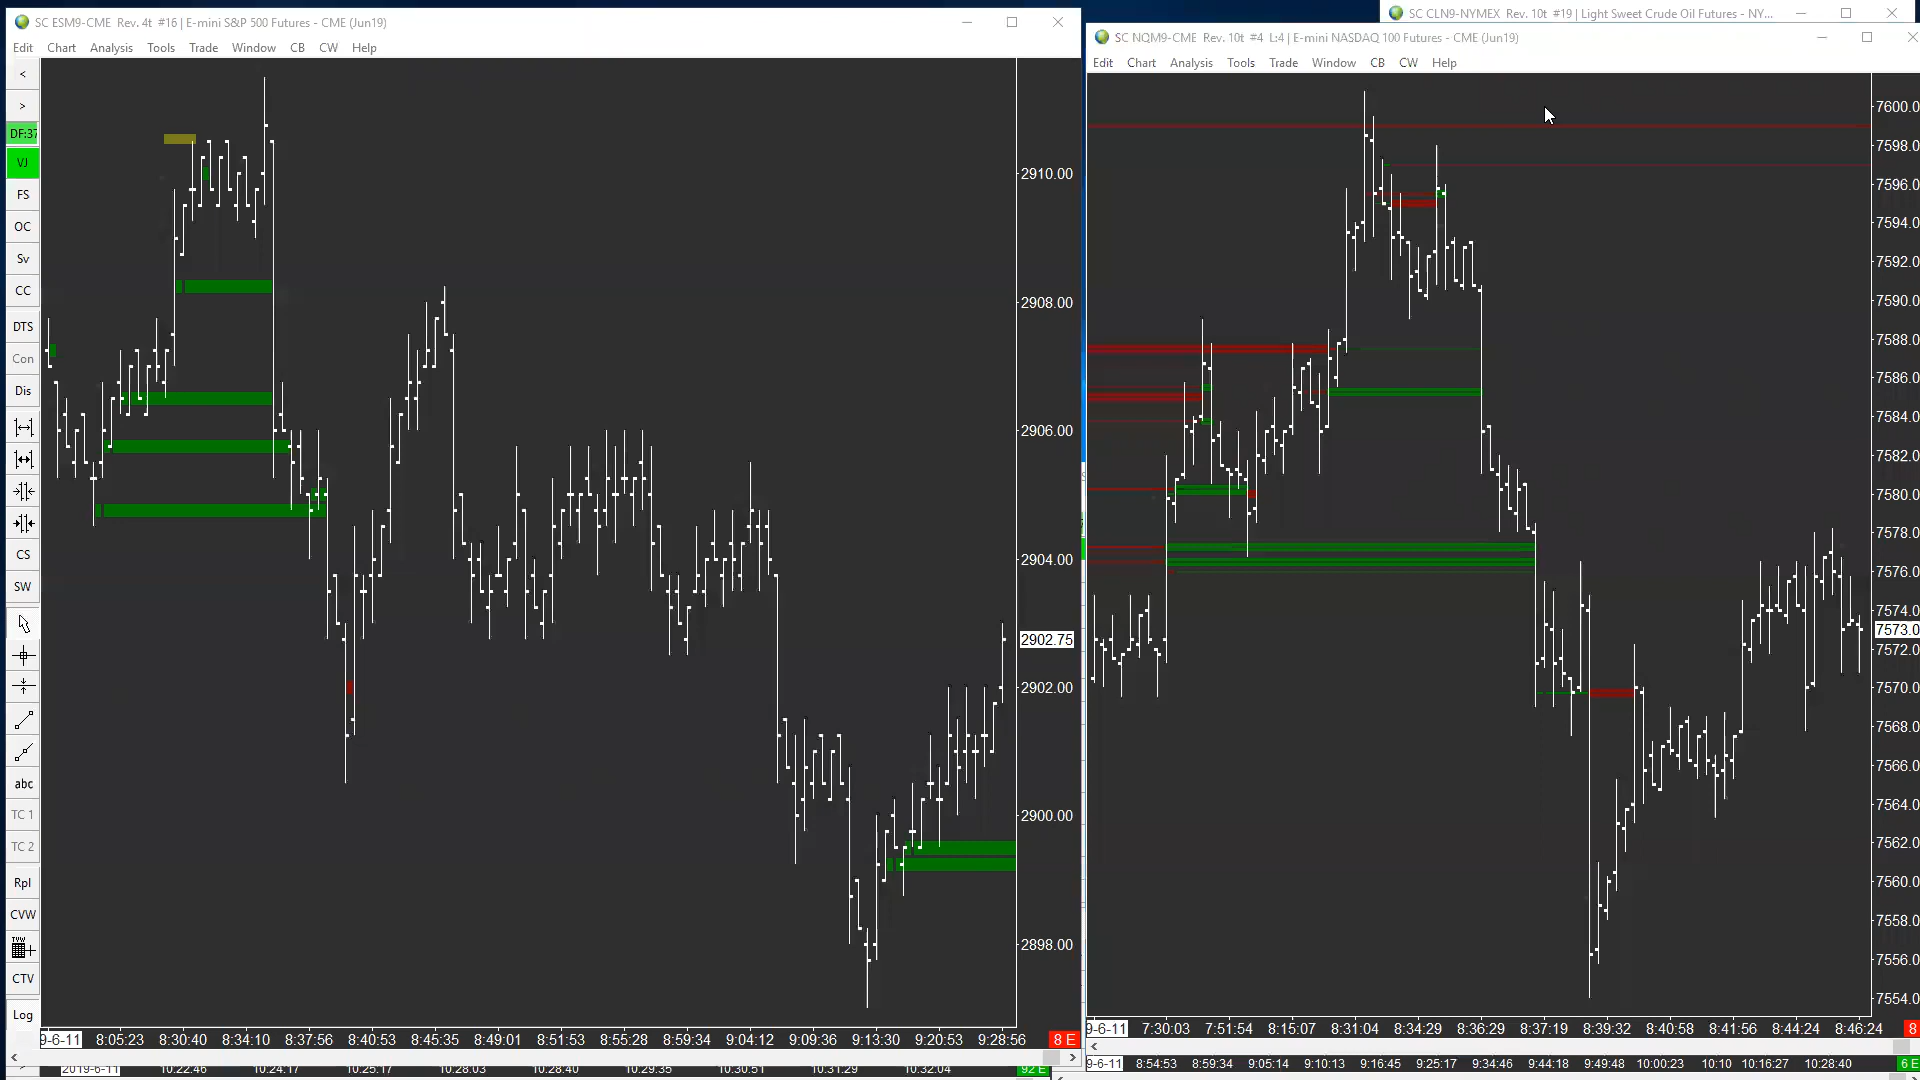 SC ESM9-CME Rev. 4t #16 | E-mini S&P 500 Futures - CME (Jun19)
Edit Chart Analysis Tools Trade Window CB CW Help
<
>
DF:37
VJ
FS
OC
Sv
CC
DTS
Con
Dis
CS
SW
abc
TC 1
TC 2
Rpl
CVW
CTV
Log
2910.00
2908.00
2906.00
2904.00
2902.75
2902.00
2900.00
2898.00
9-6-11 8:05:23 8:30:40 8:34:10 8:37:56 8:40:53 8:45:35 8:49:01 8:51:53 8:55:28 8:59:34 9:04:12 9:09:36 9:13:30 9:20:53 9:28:56 8 E
2019-6-11 10:22:46 10:24:17 10:25:17 10:28:03 10:28:40 10:29:35 10:30:51 10:31:29 10:32:04 92 E
SC CLN9-NYMEX Rev. 10t #19 | Light Sweet Crude Oil Futures - NY...
SC NQM9-CME Rev. 10t #4 L:4 | E-mini NASDAQ 100 Futures - CME (Jun19)
Edit Chart Analysis Tools Trade Window CB CW Help
7600.0
7598.0
7596.0
7594.0
7592.0
7590.0
7588.0
7586.0
7584.0
7582.0
7580.0
7578.0
7576.0
7574.0
7573.0
7572.0
7570.0
7568.0
7566.0
7564.0
7562.0
7560.0
7558.0
7556.0
7554.0
9-6-11 7:30:03 7:51:54 8:15:07 8:31:04 8:34:29 8:36:29 8:37:19 8:39:32 8:40:58 8:41:56 8:44:24 8:46:24 8
9-6-11 8:54:53 8:59:34 9:05:14 9:10:13 9:16:45 9:25:17 9:34:46 9:44:18 9:49:48 10:00:23 10:10 10:16:27 10:28:40 6 E